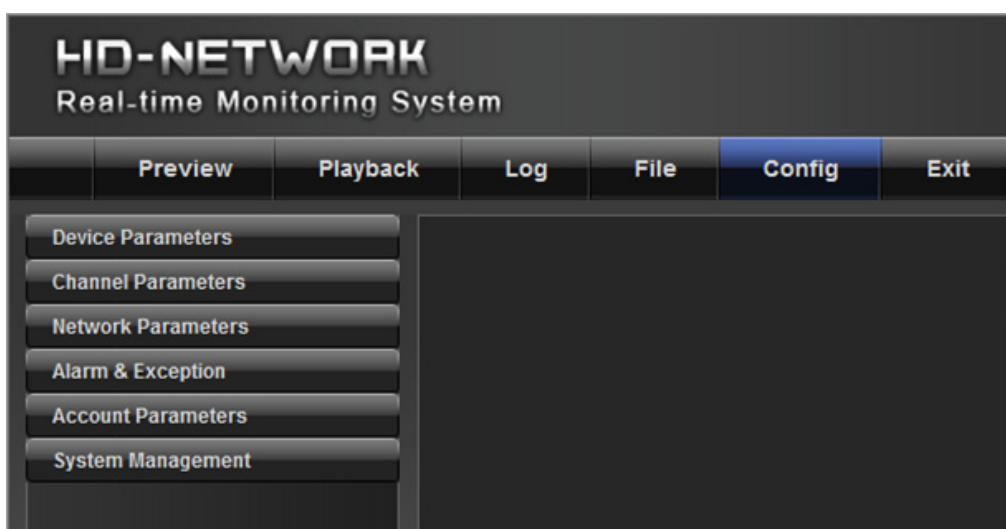 HD-NETWORK
Real-time Monitoring System
Preview Playback Log File Config Exit
Device Parameters
Channel Parameters
Network Parameters
Alarm & Exception
Account Parameters
System Management